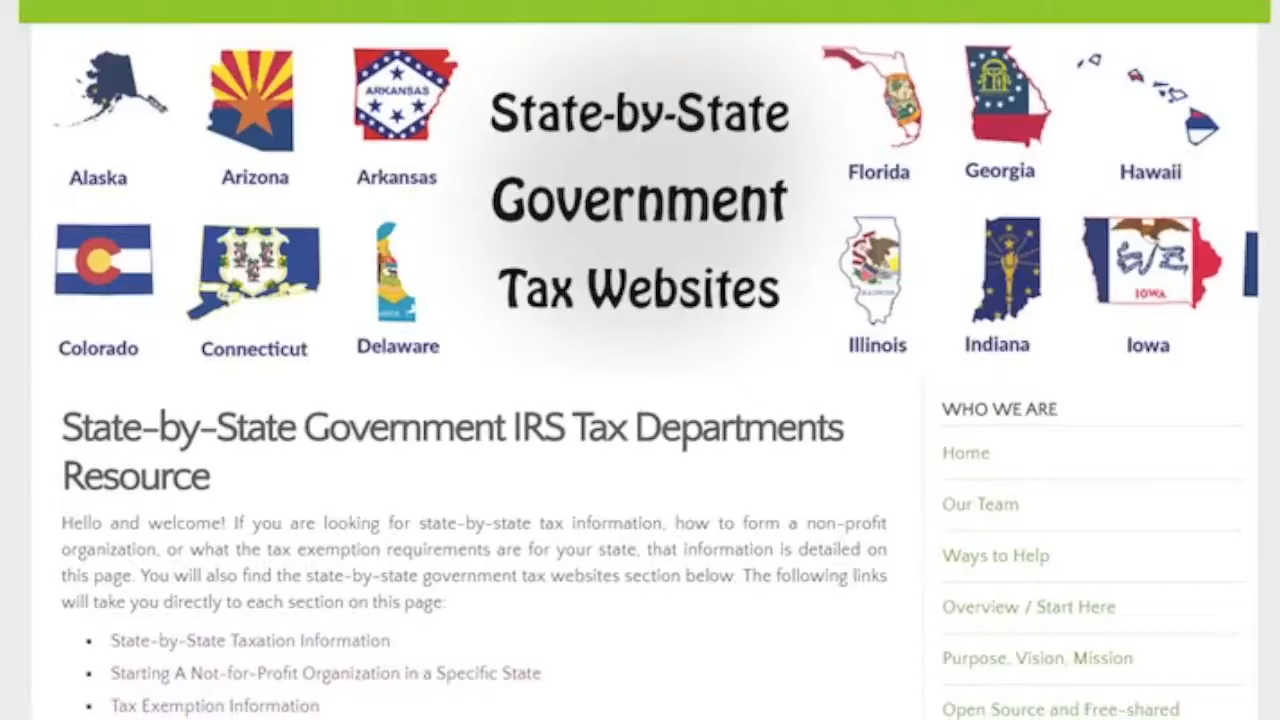 Alaska
Arizona
ARKANSAS
Arkansas
State-by-State
Government
Tax Websites
Florida
Georgia
Hawaii
Colorado
Connecticut
Delaware
ILLINOIS
Illinois
Indiana
IOWA
Iowa
State-by-State Government IRS Tax Departments
Resource
Hello and welcome! If you are looking for state-by-state tax information, how to form a non-profit
organization, or what the tax exemption requirements are for your state, that information is detailed on
this page. You will also find the state-by-state government tax websites section below. The following links
will take you directly to each section on this page:
State-by-State Taxation Information
Starting A Not-for-Profit Organization in a Specific State
Tax Exemption Information
WHO WE ARE
Home
Our Team
Ways to Help
Overview / Start Here
Purpose, Vision, Mission
Open Source and Free-shared